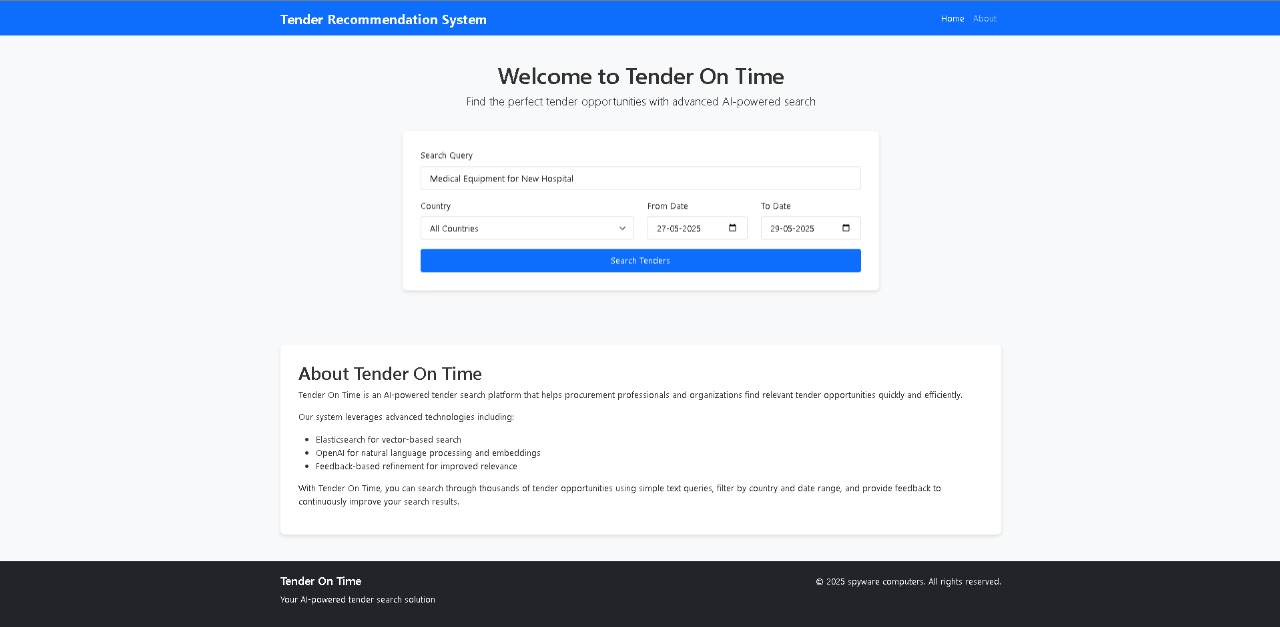 Tender Recommendation System
Home About
Welcome to Tender On Time
Find the perfect tender opportunities with advanced AI-powered search
Search Query
Medical Equipment for New Hospital
Country
From Date
To Date
All Countries
27-05-2025
29-05-2025
Search Tenders
About Tender On Time
Tender On Time is an AI-powered tender search platform that helps procurement professionals and organizations find relevant tender opportunities quickly and efficiently.
Our system leverages advanced technologies including:
• Elasticsearch for vector-based search
• OpenAI for natural language processing and embeddings
• Feedback-based refinement for improved relevance
With Tender On Time, you can search through thousands of tender opportunities using simple text queries, filter by country and date range, and provide feedback to
continuously improve your search results.
Tender On Time
Your AI-powered tender search solution
© 2025 spyware computers. All rights reserved.